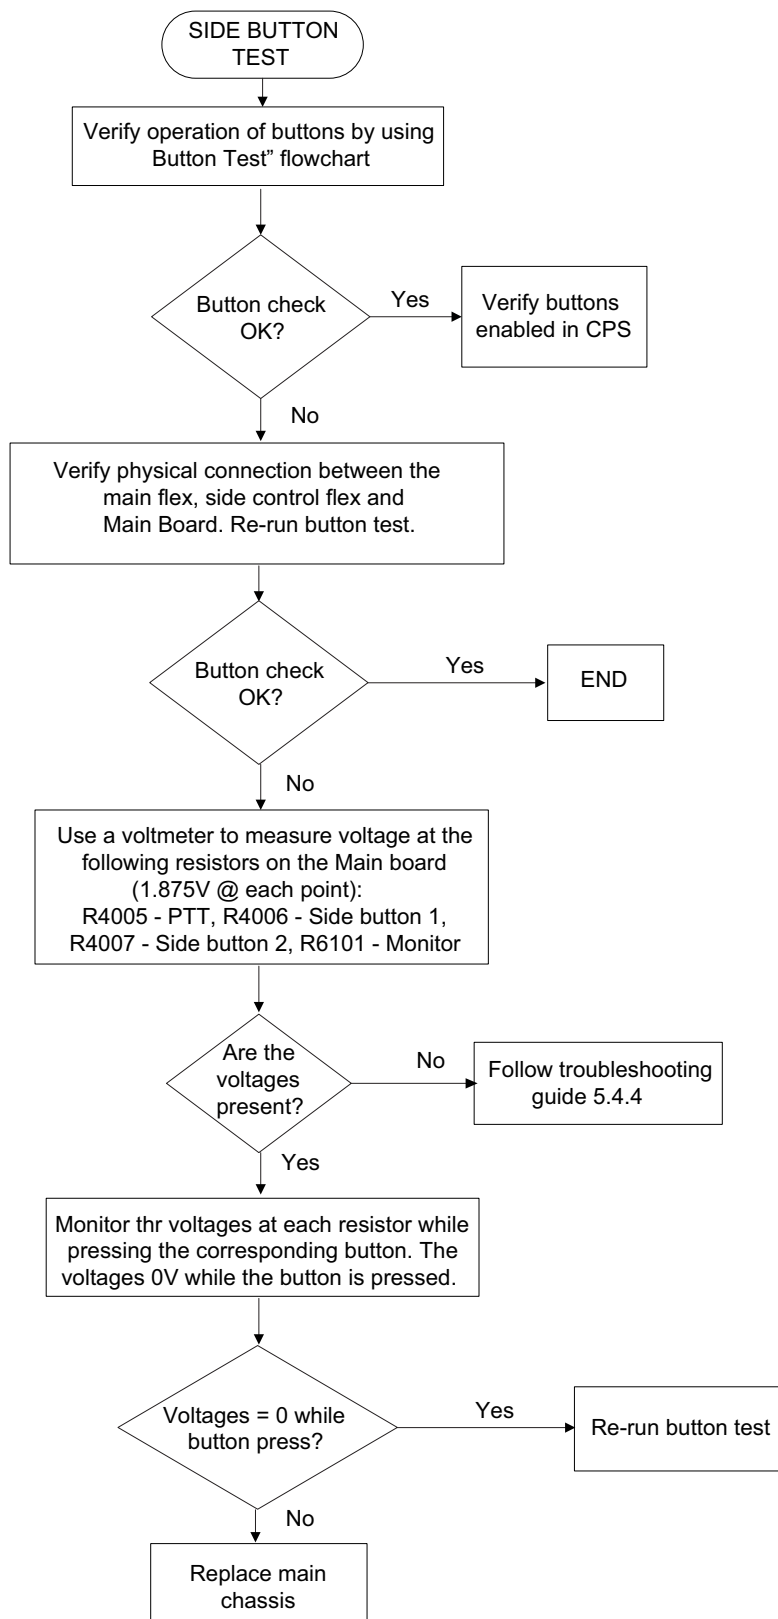 SIDE BUTTON
TEST
Verify operation of buttons by using
Button Test” flowchart
Button check
OK?
Yes
Verify buttons
enabled in CPS
No
Verify physical connection between the
main flex, side control flex and
Main Board. Re-run button test.
Button check
OK?
Yes
END
No
Use a voltmeter to measure voltage at the
following resistors on the Main board
(1.875V @ each point):
R4005 - PTT, R4006 - Side button 1,
R4007 - Side button 2, R6101 - Monitor
Are the
voltages
present?
No
Follow troubleshooting
guide 5.4.4
Yes
Monitor thr voltages at each resistor while
pressing the corresponding button. The
voltages 0V while the button is pressed.
Voltages = 0 while
button press?
Yes
Re-run button test
No
Replace main
chassis